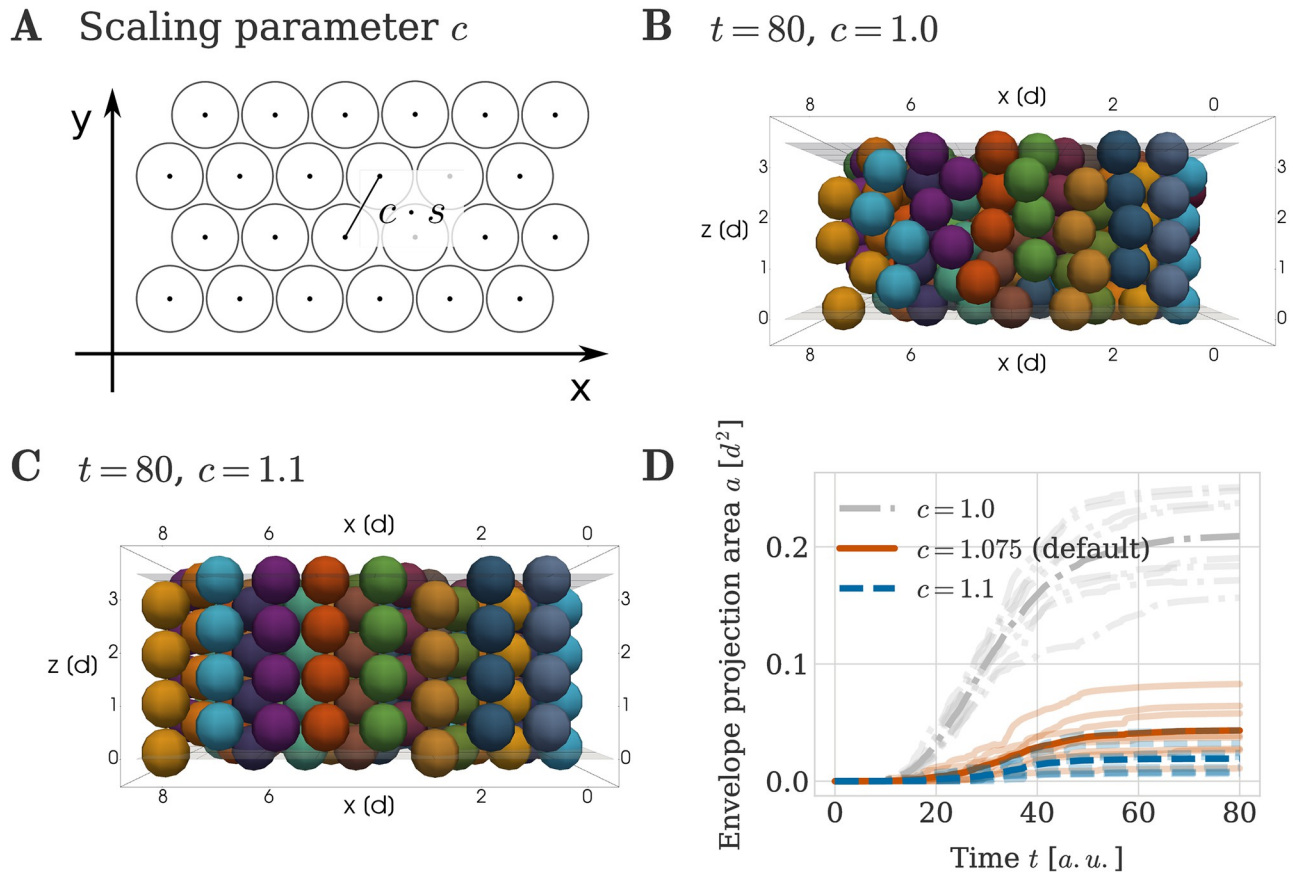 A Scaling parameter c
y
c · s
x
B t = 80, c = 1.0
x (d)
8 6 2 0
3 3
z (d) 2 2
1 1
0 0
8 6 2 0
x (d)
C t = 80, c = 1.1
x (d)
8 6 2 0
3 3
2 2
z (d)
1 1
0 0
8 6 2 0
x (d)
D
Envelope projection area a [d²]
c = 1.0
c = 1.075 (default)
c = 1.1
0.2
0.1
0.0
0 20 40 60 80
Time t [a.u.]